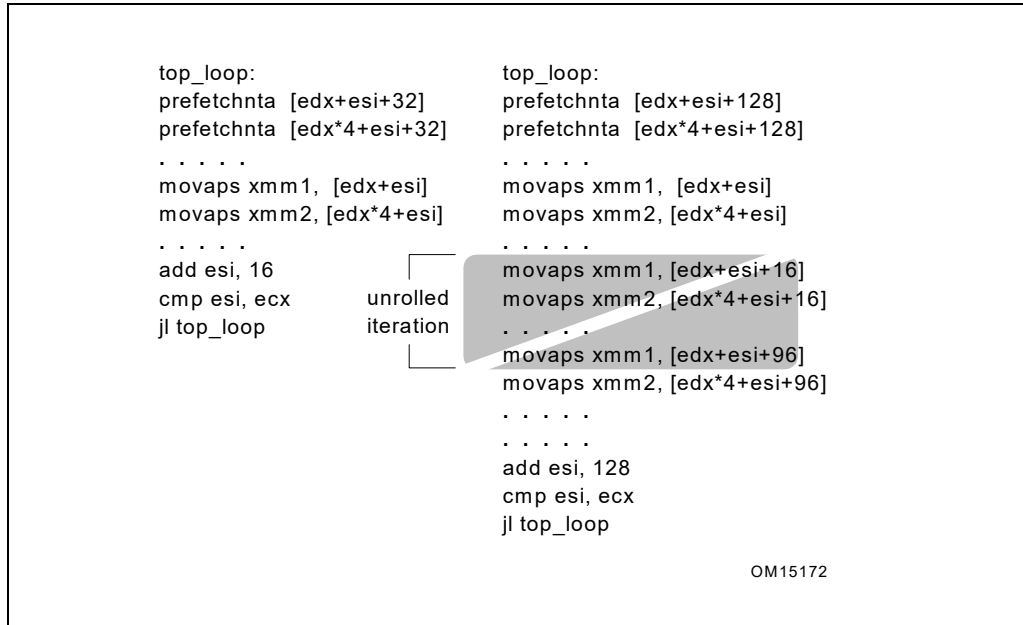 top_loop:
prefetchnta [edx+esi+32]
prefetchnta [edx*4+esi+32]
. . . . .
movaps xmm1, [edx+esi]
movaps xmm2, [edx*4+esi]
. . . . .
add esi, 16
cmp esi, ecx
jl top_loop
unrolled
iteration
top_loop:
prefetchnta [edx+esi+128]
prefetchnta [edx*4+esi+128]
. . . . .
movaps xmm1, [edx+esi]
movaps xmm2, [edx*4+esi]
. . . . .
movaps xmm1, [edx+esi+16]
movaps xmm2, [edx*4+esi+16]
. . . . .
movaps xmm1, [edx+esi+96]
movaps xmm2, [edx*4+esi+96]
. . . . .
. . . . .
add esi, 128
cmp esi, ecx
jl top_loop
OM15172